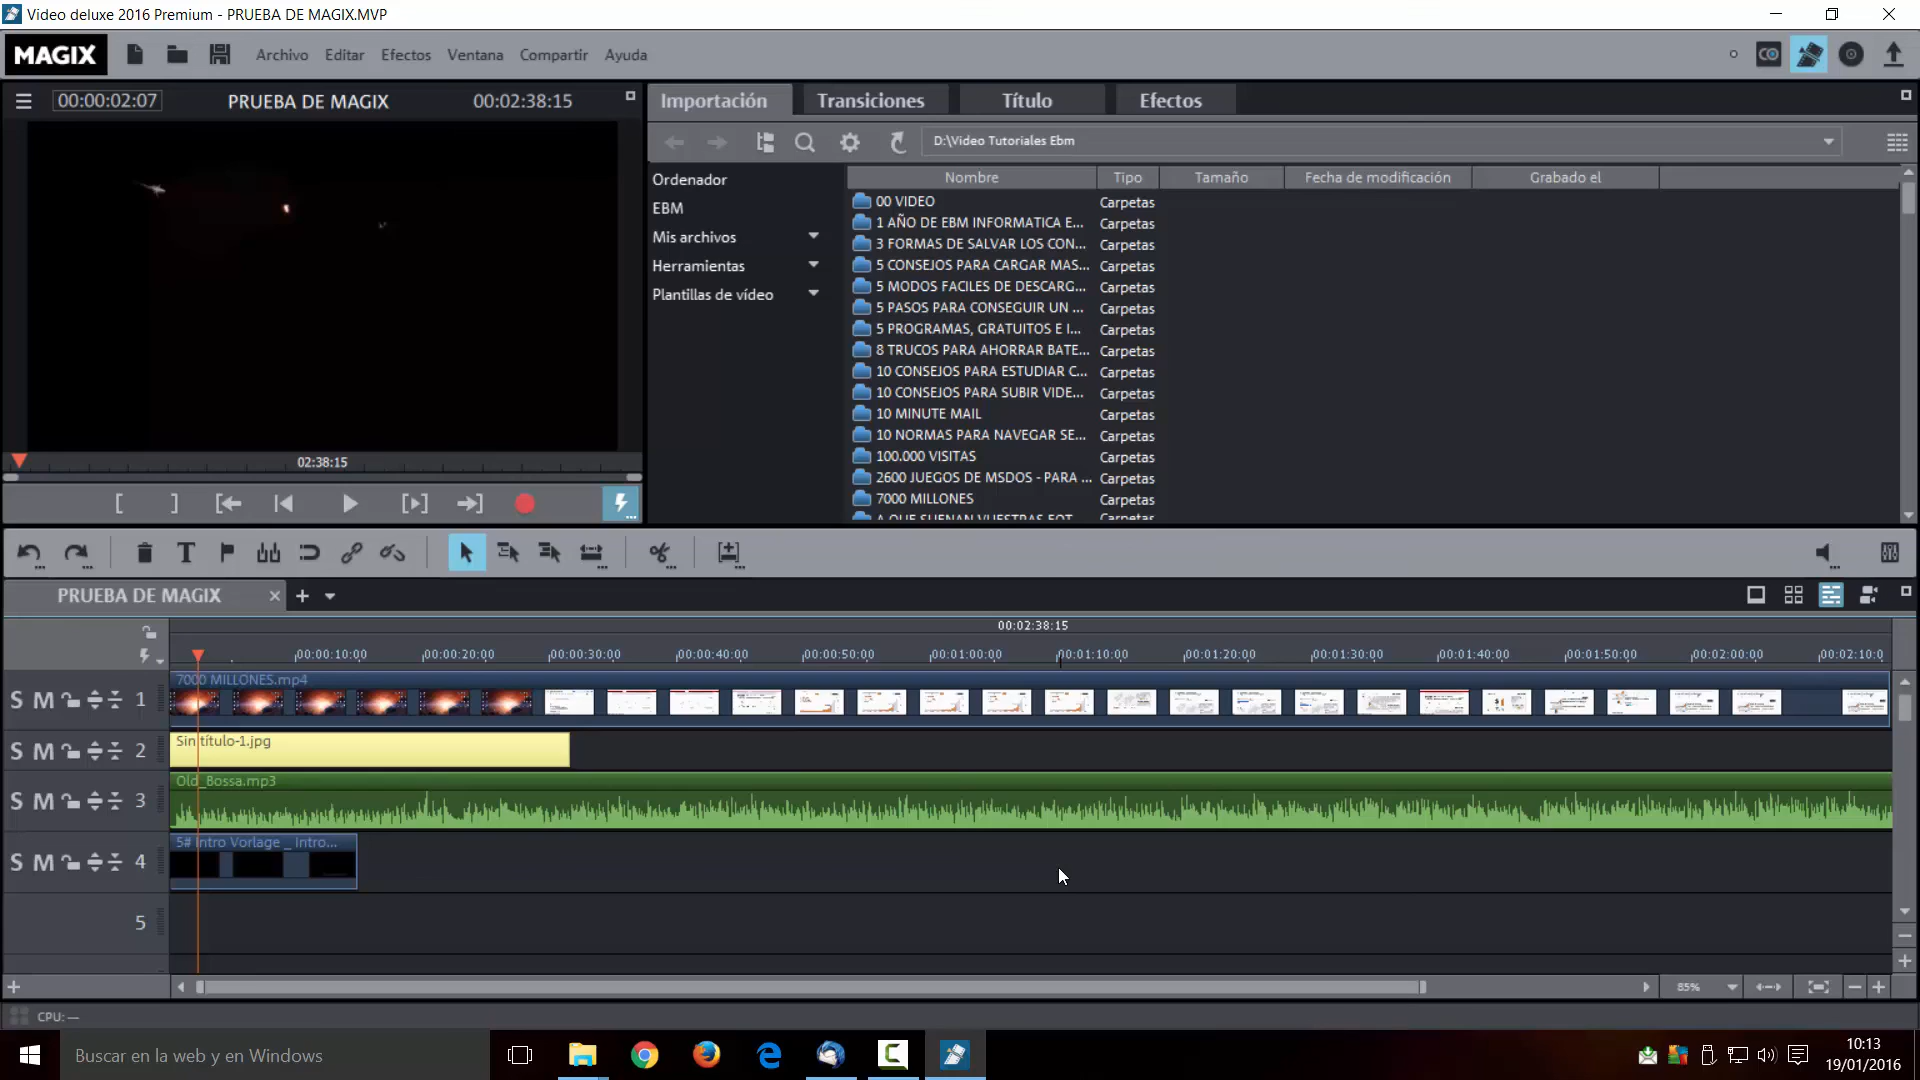 Video deluxe 2016 Premium - PRUEBA DE MAGIX.MVP
MAGIX
Archivo Editar Efectos Ventana Compartir Ayuda
00:00:02:07 PRUEBA DE MAGIX 00:02:38:15
Importación Transiciones Título Efectos
D:\Video Tutoriales Ebm
Ordenador
EBM
Mis archivos
Herramientas
Plantillas de vídeo
Nombre Tipo Tamaño Fecha de modificación Grabado el
00 VIDEO Carpetas
1 AÑO DE EBM INFORMATICA E... Carpetas
3 FORMAS DE SALVAR LOS CON... Carpetas
5 CONSEJOS PARA CARGAR MAS... Carpetas
5 MODOS FACILES DE DESCARG... Carpetas
5 PASOS PARA CONSEGUIR UN ... Carpetas
5 PROGRAMAS, GRATUITOS E I... Carpetas
8 TRUCOS PARA AHORRAR BATE... Carpetas
10 CONSEJOS PARA ESTUDIAR C... Carpetas
10 CONSEJOS PARA SUBIR VIDE... Carpetas
10 MINUTE MAIL Carpetas
10 NORMAS PARA NAVEGAR SE... Carpetas
100.000 VISITAS Carpetas
2600 JUEGOS DE MSDOS - PARA ... Carpetas
7000 MILLONES Carpetas
Carpetas
02:38:15
PRUEBA DE MAGIX
00:02:38:15
00:00:10:00 00:00:20:00 00:00:30:00 00:00:40:00 00:00:50:00 00:01:00:00 00:01:10:00 00:01:20:00 00:01:30:00 00:01:40:00 00:01:50:00 00:02:00:00 00:02:10:0
7000 MILLONES.mp4
S M 1
Sin título-1.jpg
S M 2
Old_Bossa.mp3
S M 3
5# Intro Vorlage _ Intro...
S M 4
5
85%
CPU: —
Buscar en la web y en Windows
10:13
19/01/2016